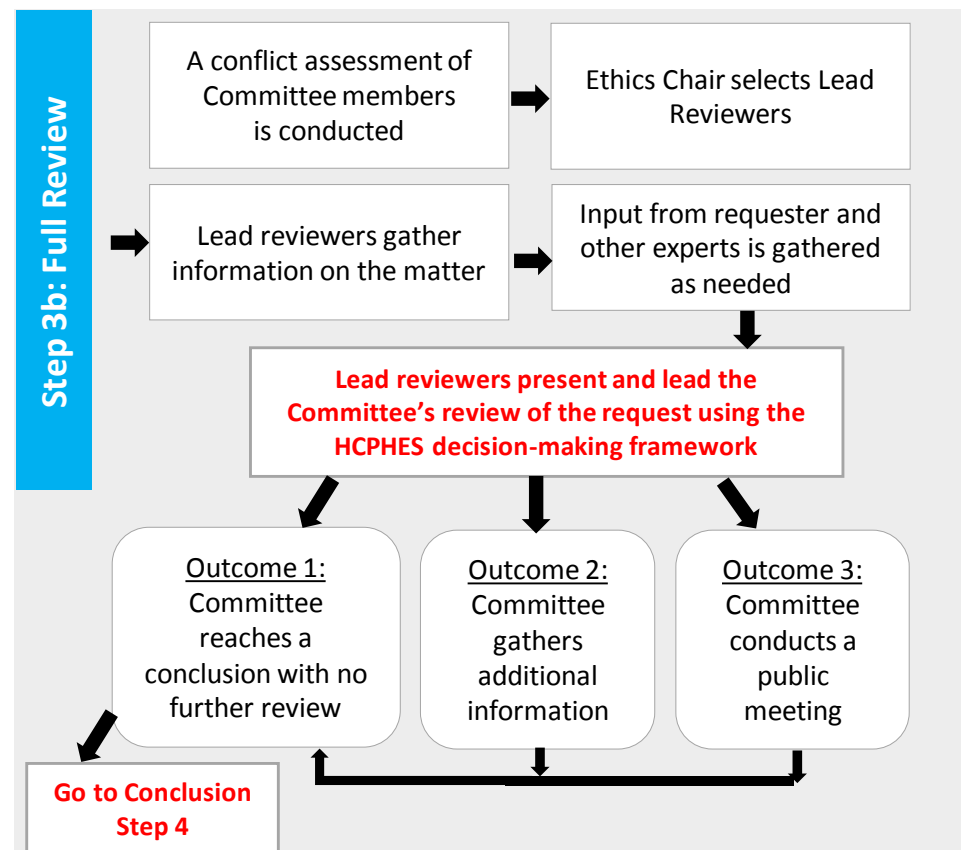 Step 3b: Full Review
A conflict assessment of
Committee members
is conducted
Ethics Chair selects Lead
Reviewers
Lead reviewers gather
information on the matter
Input from requester and
other experts is gathered
as needed
Lead reviewers present and lead the
Committee’s review of the request using the
HCPHES decision-making framework
Outcome 1:
Committee
reaches a
conclusion with no
further review
Outcome 2:
Committee
gathers
additional
information
Outcome 3:
Committee
conducts a
public
meeting
Go to Conclusion
Step 4